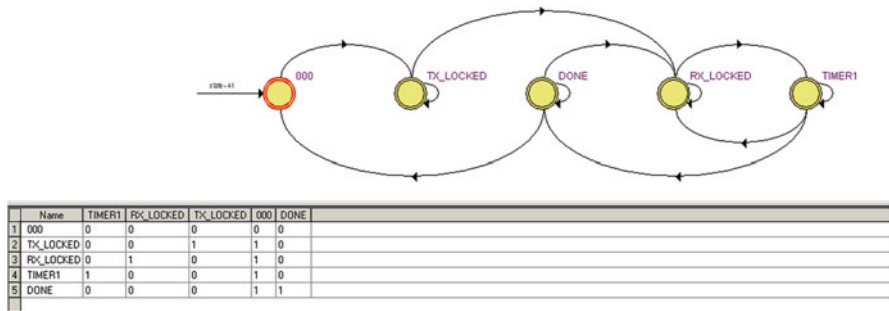 000 TX_LOCKED DONE RX_LOCKED TIMER1
Name TIMER1 RX_LOCKED TX_LOCKED 000 DONE
1 000 0 0 0 0 0
2 TX_LOCKED 0 0 1 1 0
3 RX_LOCKED 0 1 0 1 0
4 TIMER1 1 0 0 1 0
5 DONE 0 0 0 1 1